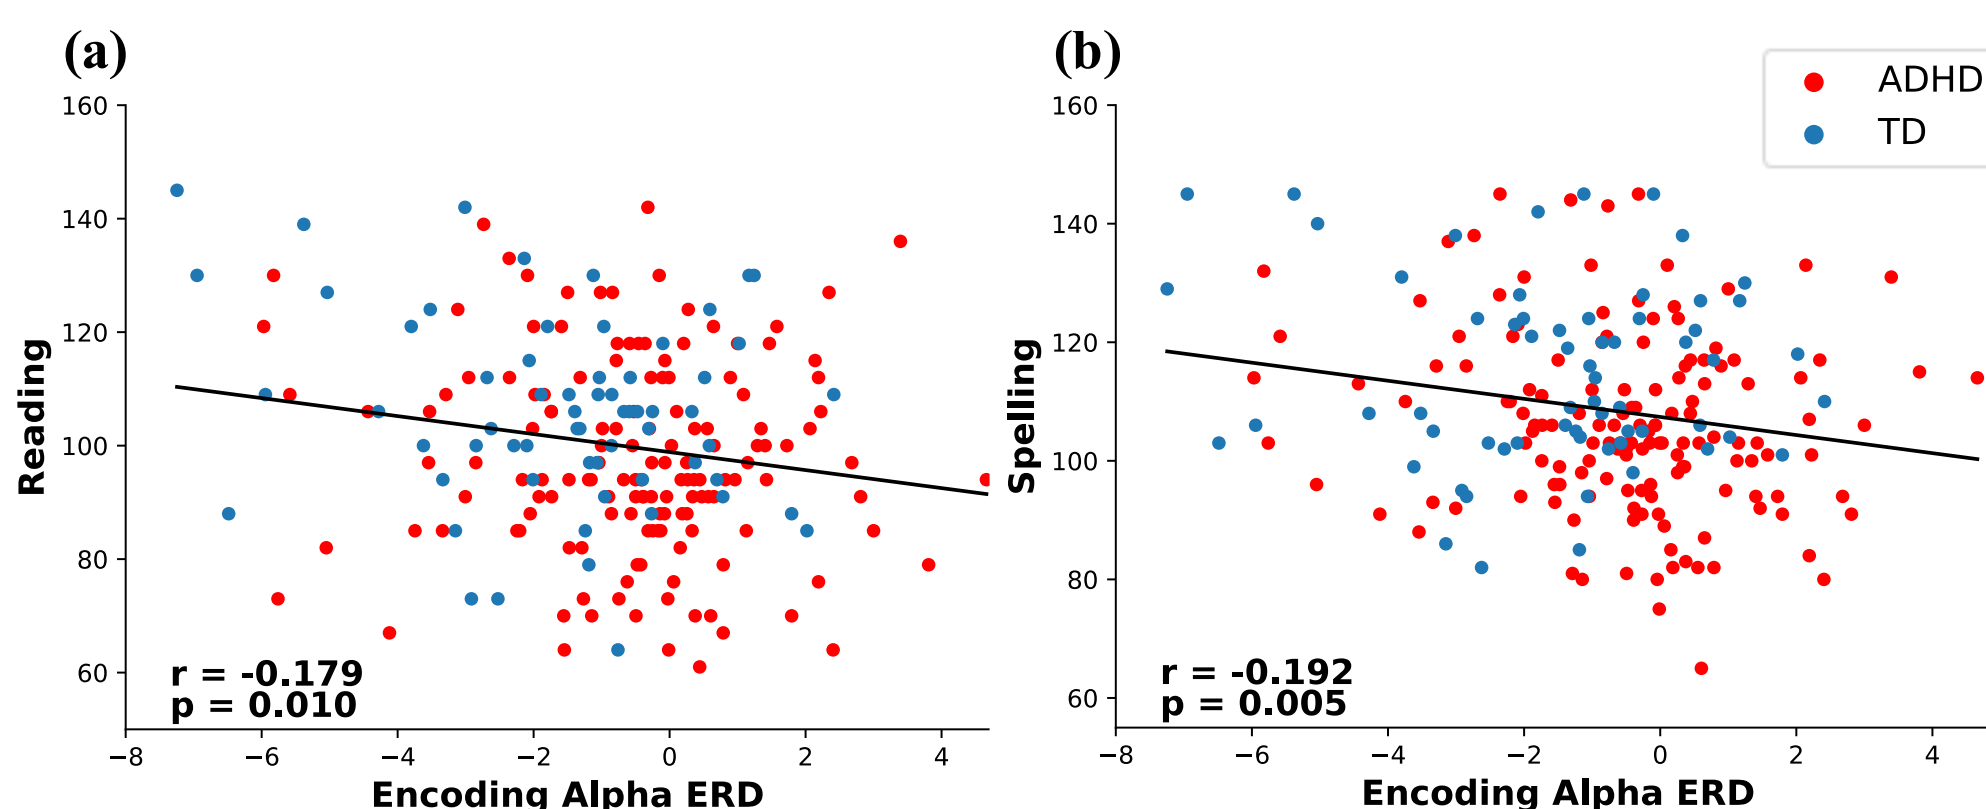 (a)
160
140
120
100
80
60
Reading
r = -0.179
p = 0.010
−8 −6 −4 −2 0 2 4
Encoding Alpha ERD
(b)
ADHD
TD
160
140
120
100
80
60
Spelling
r = -0.192
p = 0.005
−8 −6 −4 −2 0 2 4
Encoding Alpha ERD